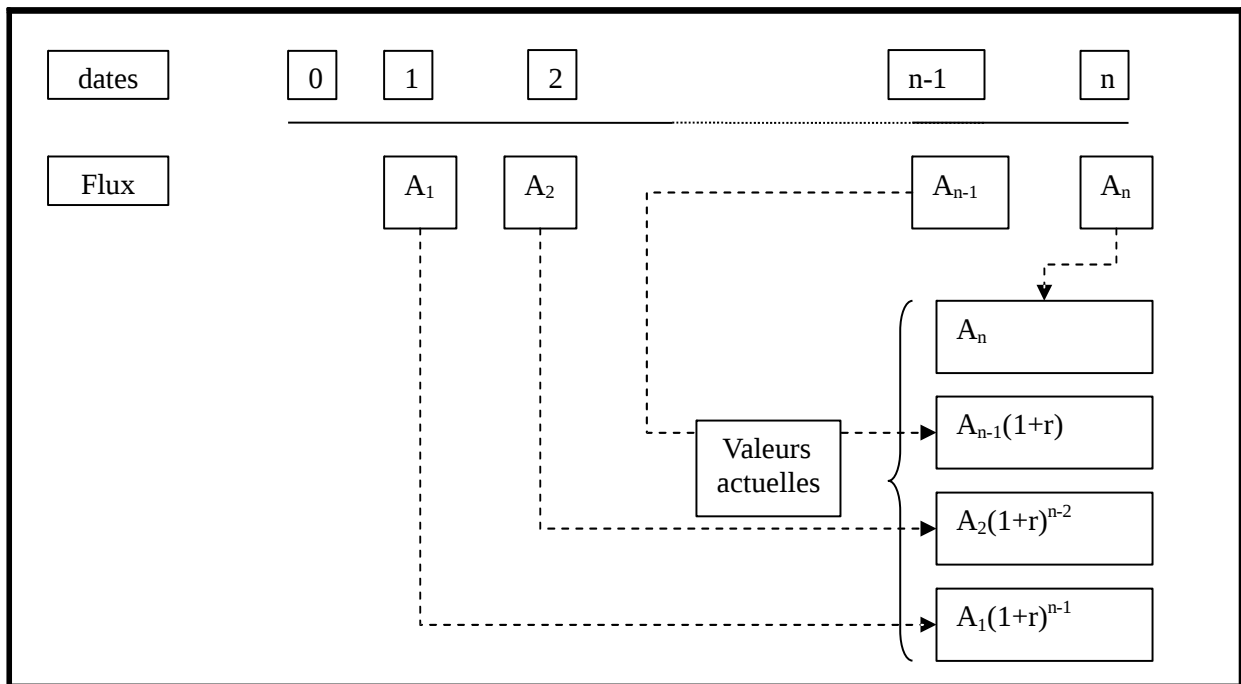 dates 0 1 2 n-1 n
Flux A₁ A₂ Aₙ₋₁ Aₙ
Aₙ
Aₙ₋₁(1+r)
Valeurs
actuelles
A₂(1+r)ⁿ⁻²
A₁(1+r)ⁿ⁻¹